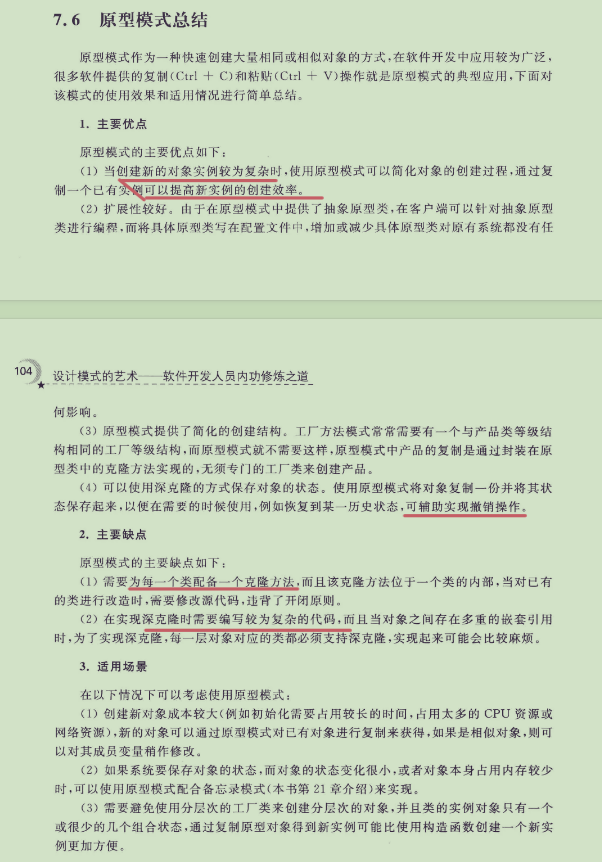 7.6 原型模式总结
原型模式作为一种快速创建大量相同或相似对象的方式,在软件开发中应用较为广泛,
很多软件提供的复制(Ctrl + C)和粘贴(Ctrl + V)操作就是原型模式的典型应用,下面对
该模式的使用效果和适用情况进行简单总结。
1. 主要优点
原型模式的主要优点如下:
(1) 当创建新的对象实例较为复杂时,使用原型模式可以简化对象的创建过程,通过复
制一个已有实例可以提高新实例的创建效率。
(2) 扩展性较好。由于在原型模式中提供了抽象原型类,在客户端可以针对抽象原型
类进行编程,而将具体原型类写在配置文件中,增加或减少具体原型类对原有系统都没有任
104 设计模式的艺术——软件开发人员内功修炼之道
何影响。
(3) 原型模式提供了简化的创建结构。工厂方法模式常常需要有一个与产品类等级结
构相同的工厂等级结构,而原型模式就不需要这样,原型模式中产品的复制是通过封装在原
型类中的克隆方法实现的,无须专门的工厂类来创建产品。
(4) 可以使用深克隆的方式保存对象的状态。使用原型模式将对象复制一份并将其状
态保存起来,以便在需要的时候使用,例如恢复到某一历史状态,可辅助实现撤销操作。
2. 主要缺点
原型模式的主要缺点如下:
(1) 需要为每一个类配备一个克隆方法,而且该克隆方法位于一个类的内部,当对已有
的类进行改造时,需要修改源代码,违背了开闭原则。
(2) 在实现深克隆时需要编写较为复杂的代码,而且当对象之间存在多重的嵌套引用
时,为了实现深克隆,每一层对象对应的类都必须支持深克隆,实现起来可能会比较麻烦。
3. 适用场景
在以下情况下可以考虑使用原型模式:
(1) 创建新对象成本较大(例如初始化需要占用较长的时间,占用太多的 CPU 资源或
网络资源),新的对象可以通过原型模式对已有对象进行复制来获得,如果是相似对象,则可
以对其成员变量稍作修改。
(2) 如果系统要保存对象的状态,而对象的状态变化很小,或者对象本身占用内存较少
时,可以使用原型模式配合备忘录模式(本书第 21 章介绍)来实现。
(3) 需要避免使用分层次的工厂类来创建分层次的对象,并且类的实例对象只有一个
或很少的几个组合状态,通过复制原型对象得到新实例可能比使用构造函数创建一个新实
例更加方便。